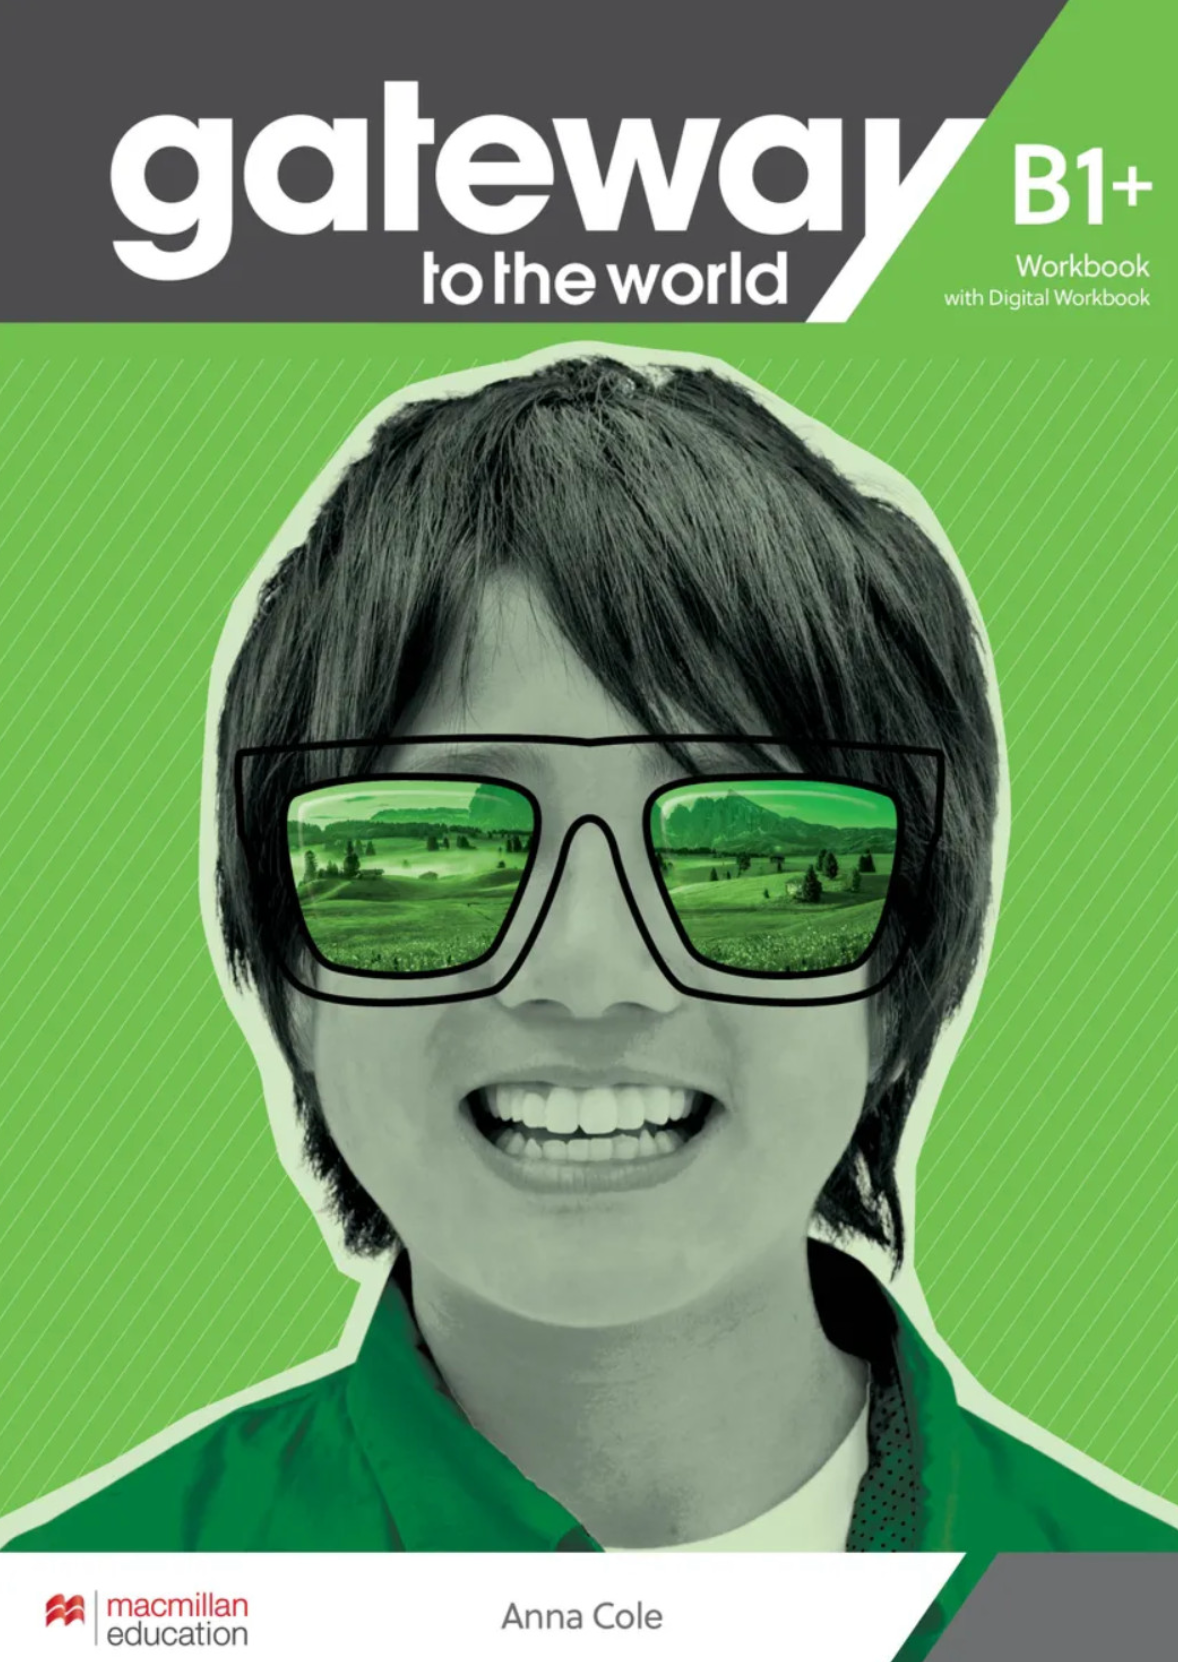 gateway
to the world
B1+
Workbook
with Digital Workbook
macmillan
education
Anna Cole